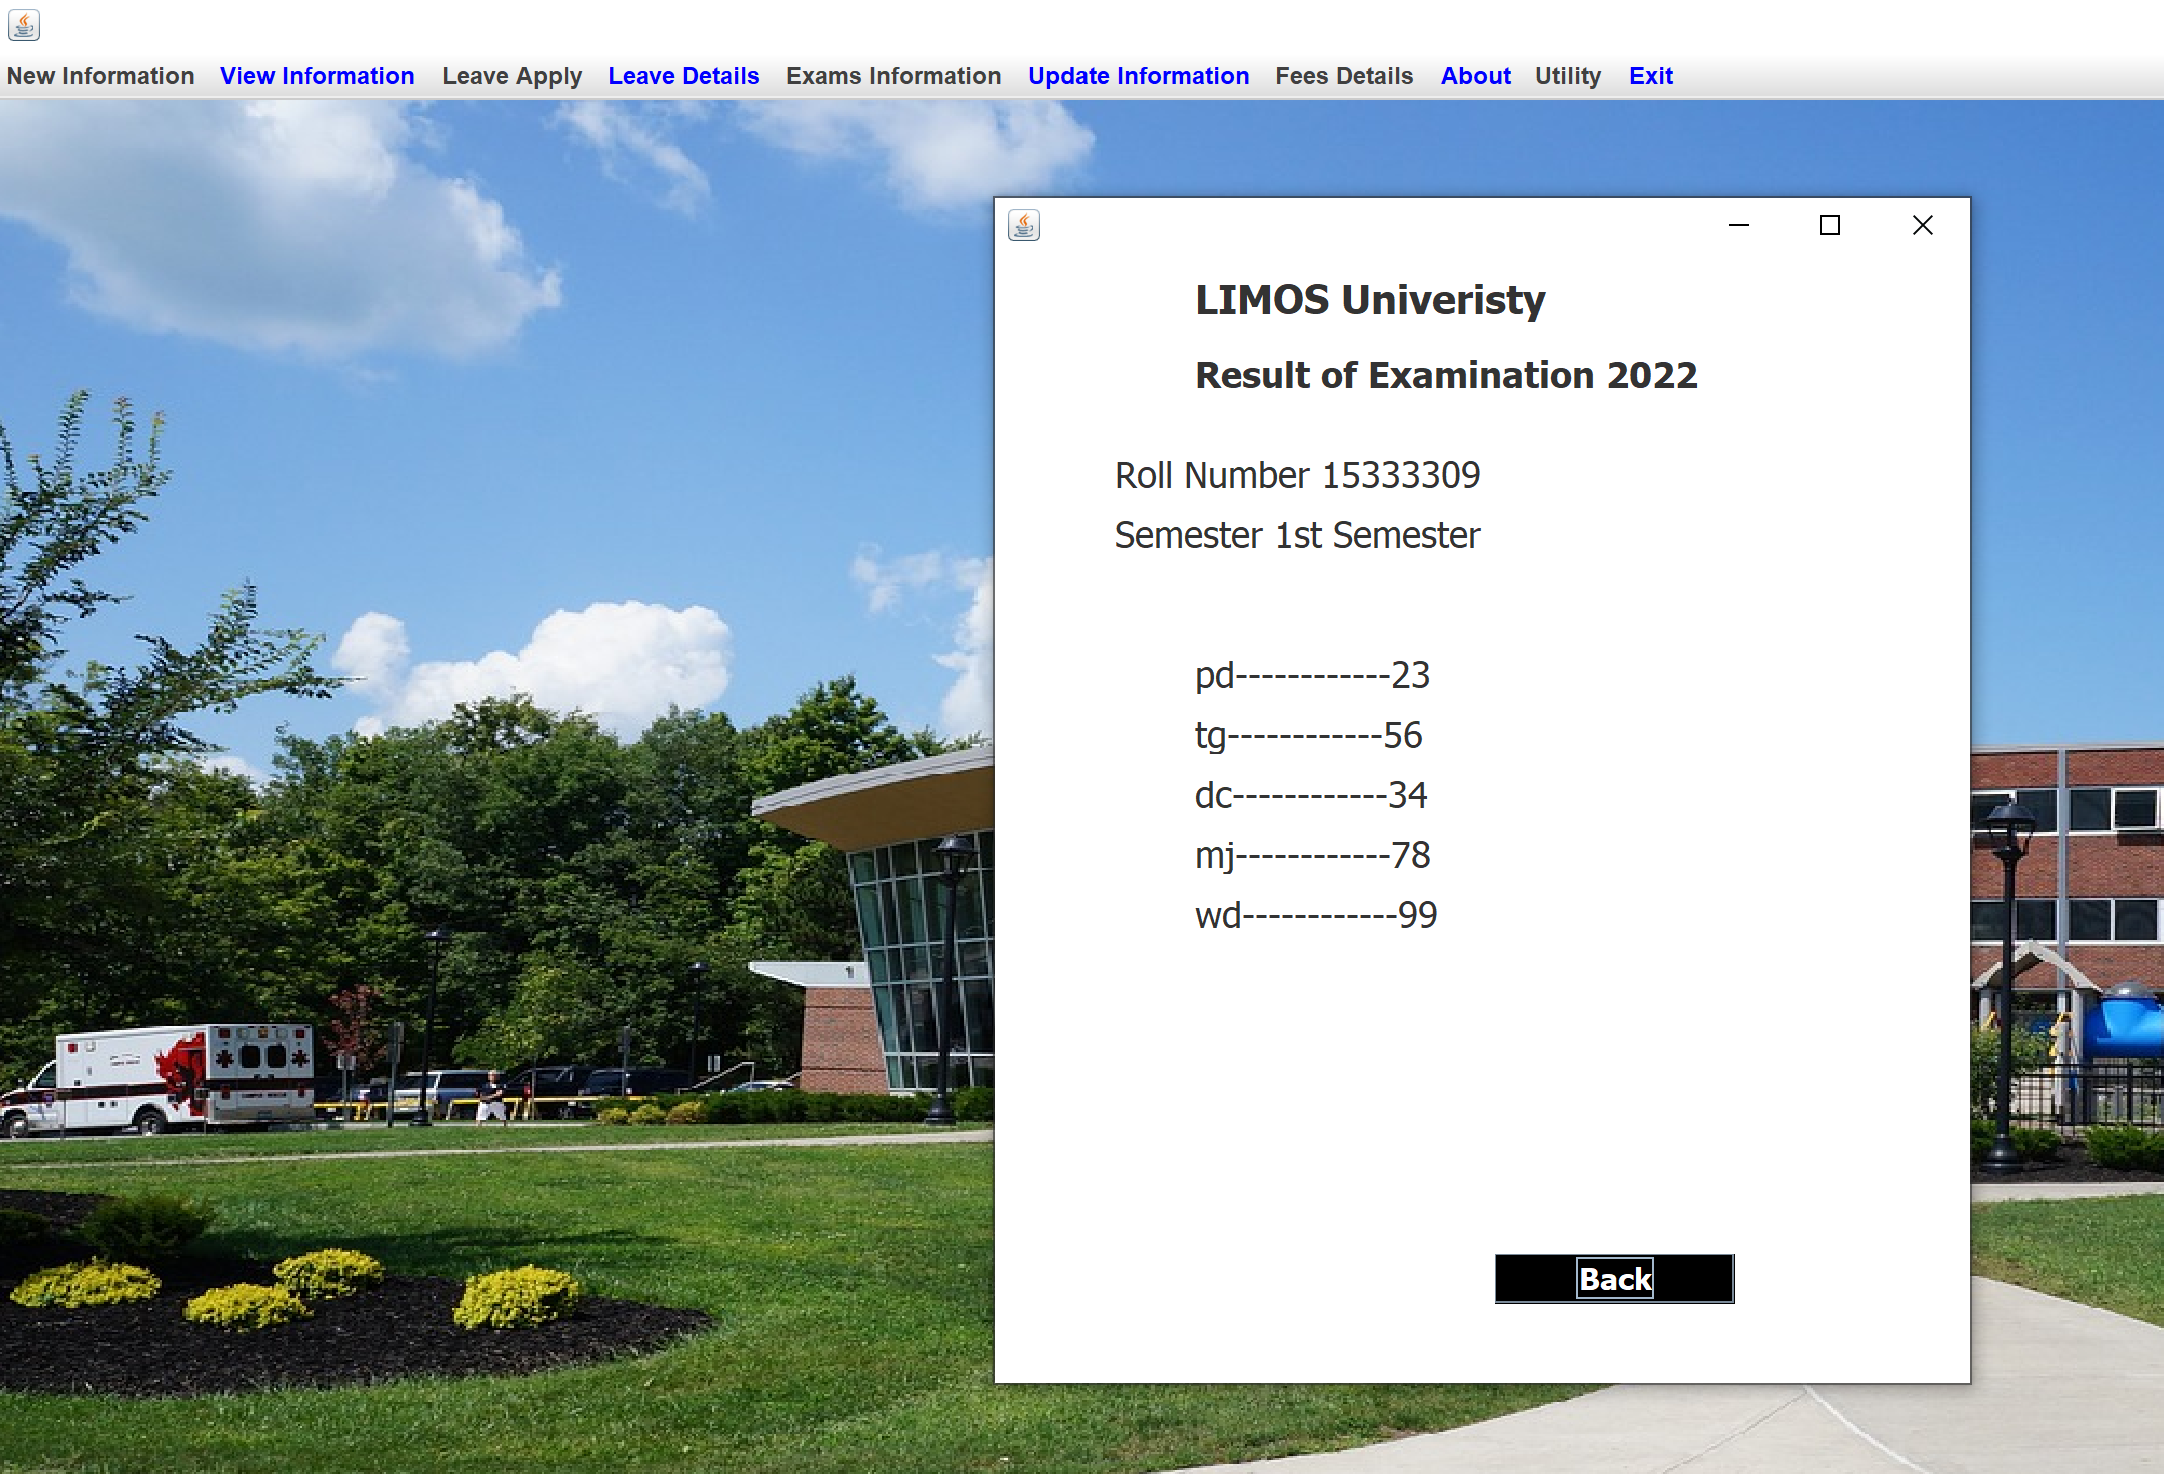 New Information View Information Leave Apply Leave Details Exams Information Update Information Fees Details About Utility Exit
LIMOS Univeristy
Result of Examination 2022
Roll Number 15333309
Semester 1st Semester
pd------------23
tg------------56
dc------------34
mj------------78
wd------------99
Back